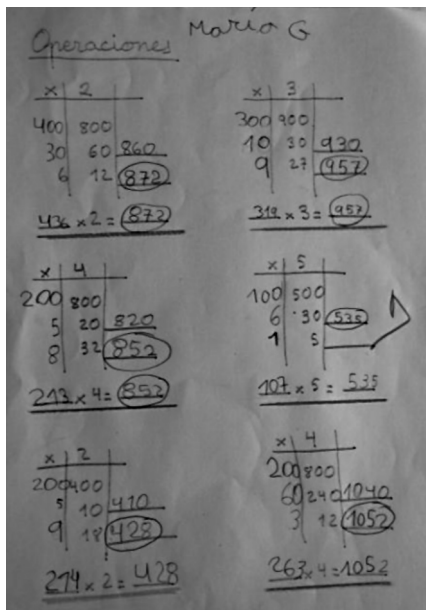 Operaciones María G
x 2
400 800
30 60 860
6 12 872
436 x 2 = 872
x 3
300 900
10 30 930
9 27 957
319 x 3 = 957
x 4
200 800
5 20 820
8 32 852
213 x 4 = 852
x 5
100 500
6 30 535
1 5
107 x 5 = 535
x 2
200 400
5 10 410
9 18 428
214 x 2 = 428
x 4
200 800
60 240 1040
3 12 1052
263 x 4 = 1052